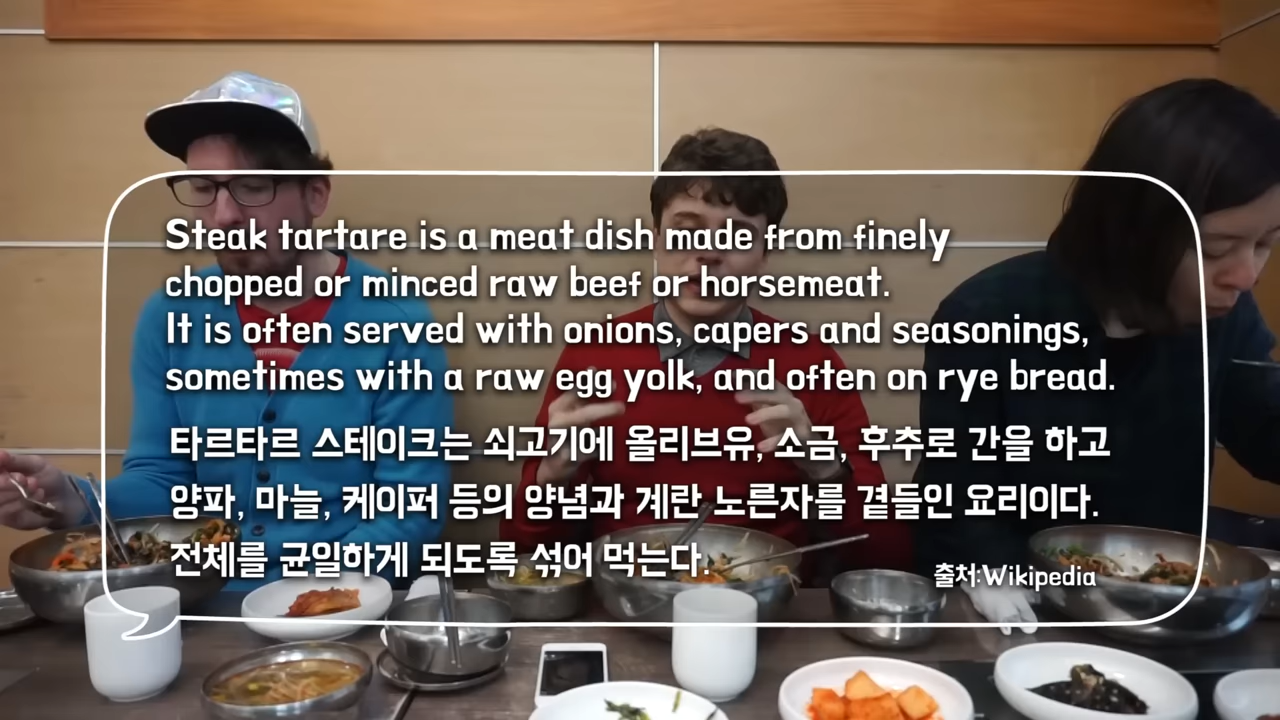 Steak tartare is a meat dish made from finely
chopped or minced raw beef or horsemeat.
It is often served with onions, capers and seasonings,
sometimes with a raw egg yolk, and often on rye bread.
타르타르 스테이크는 쇠고기에 올리브유, 소금, 후추로 간을 하고
양파, 마늘, 케이퍼 등의 양념과 계란 노른자를 곁들인 요리이다.
전체를 균일하게 되도록 섞어 먹는다.
출처:Wikipedia